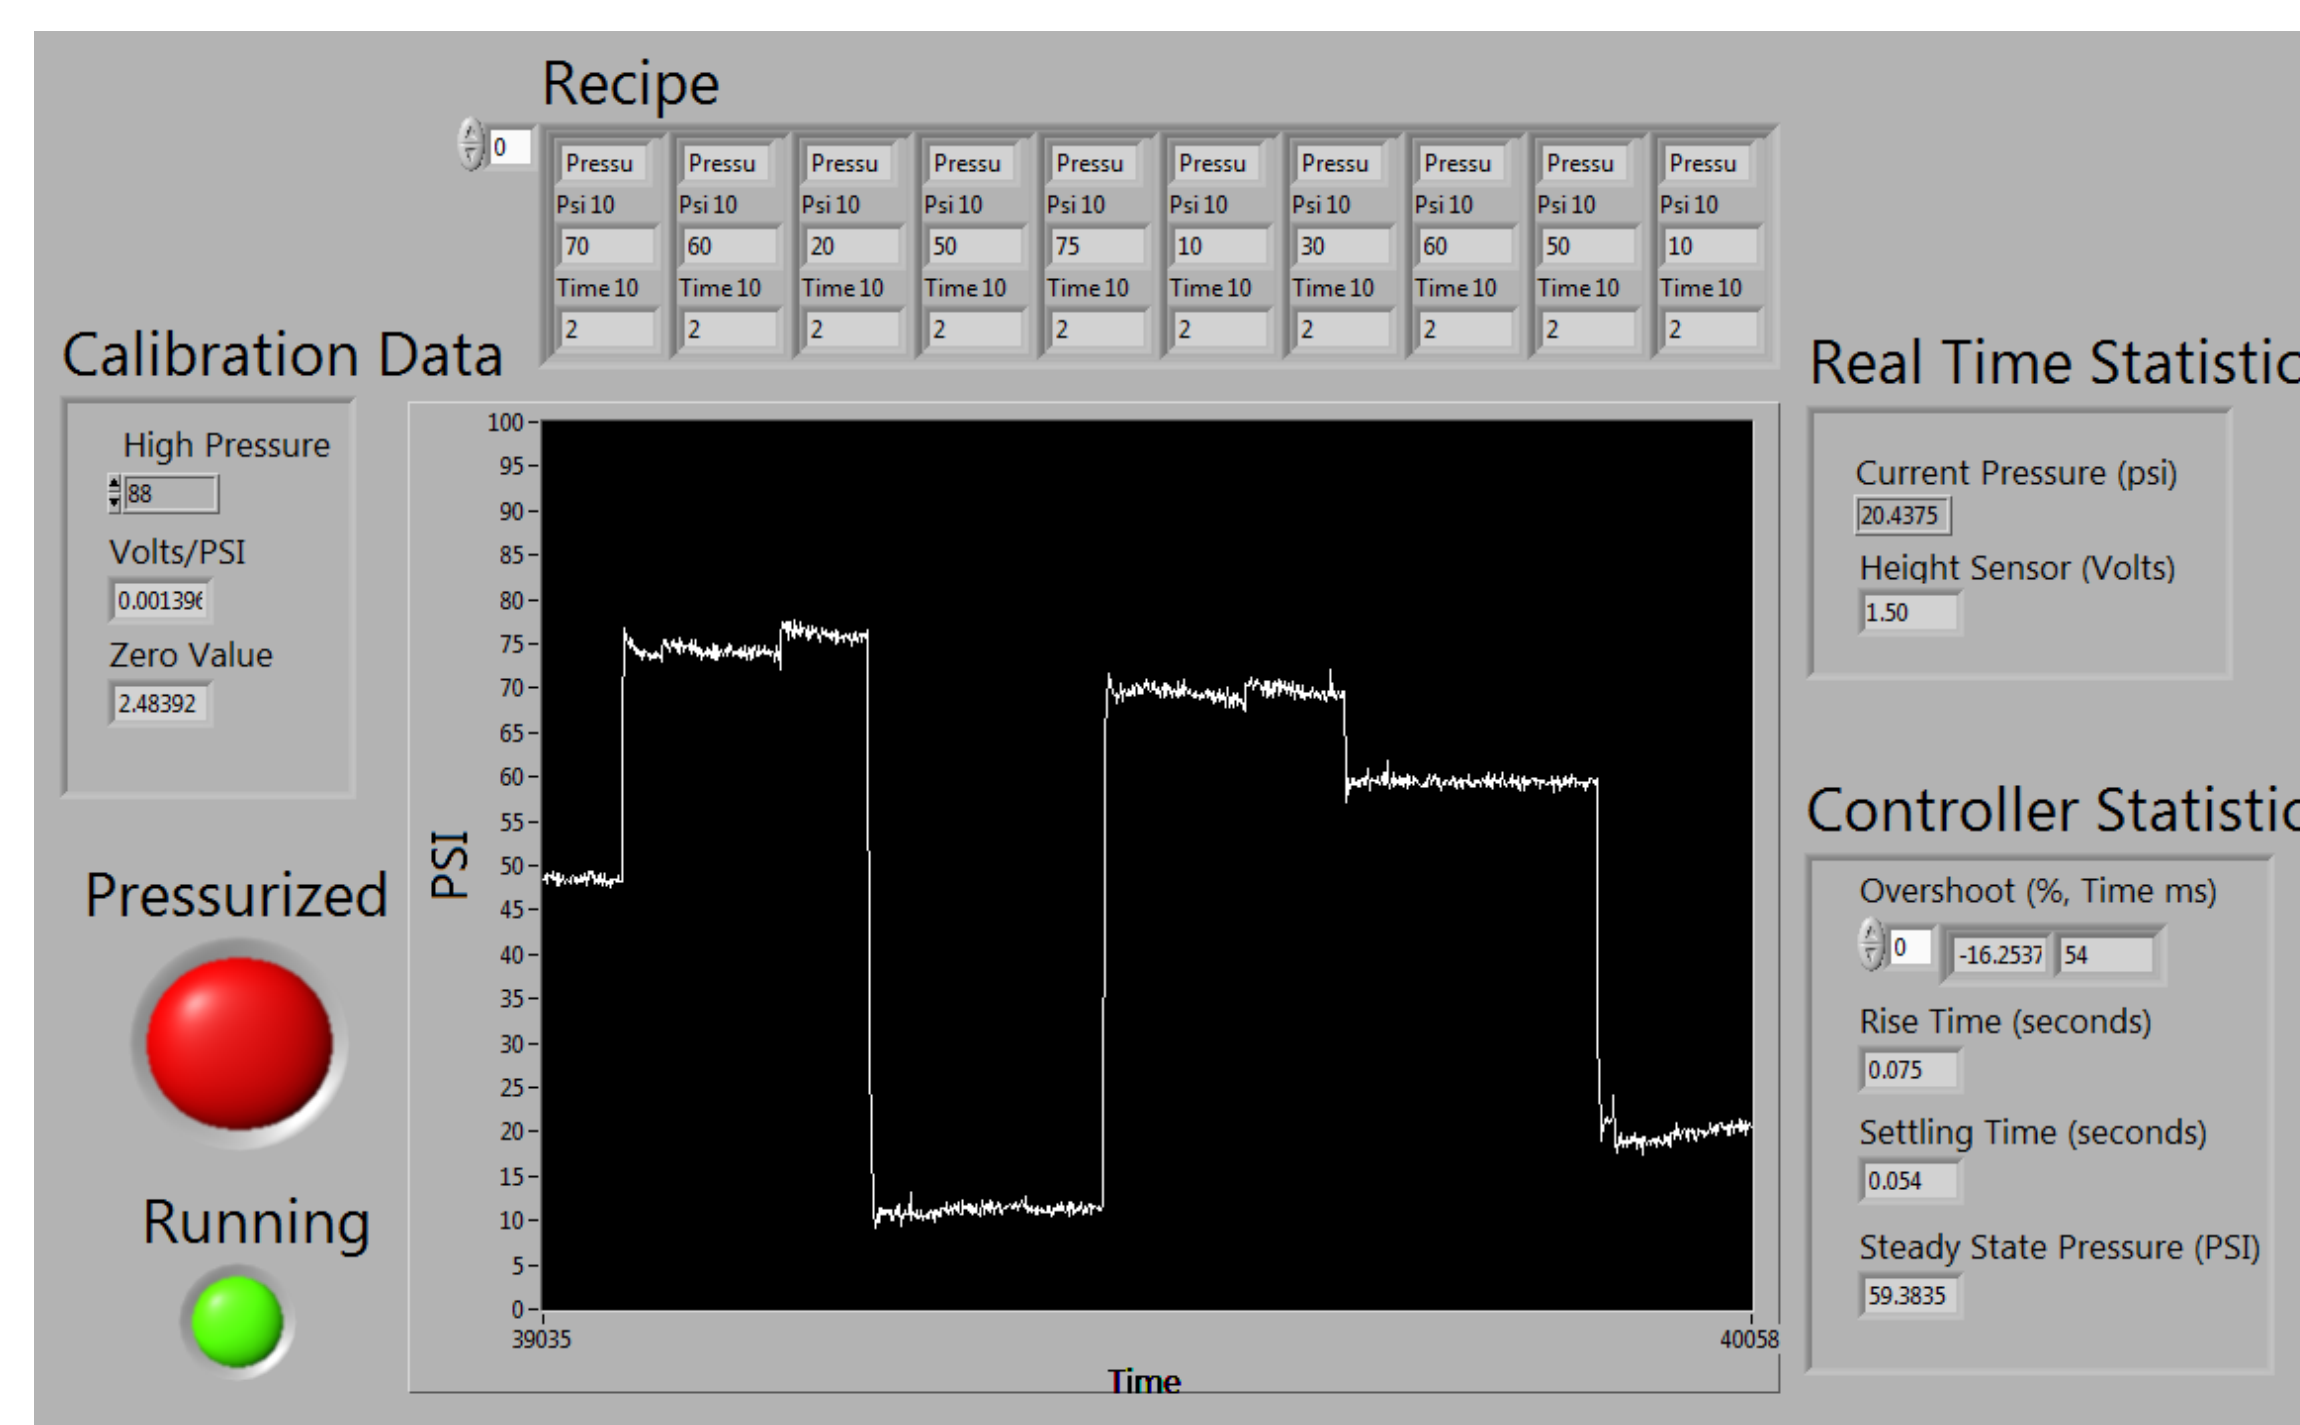 Recipe
0
Pressu Pressu Pressu Pressu Pressu Pressu Pressu Pressu Pressu Pressu
Psi 10 Psi 10 Psi 10 Psi 10 Psi 10 Psi 10 Psi 10 Psi 10 Psi 10 Psi 10
70 60 20 50 75 10 30 60 50 10
Time 10 Time 10 Time 10 Time 10 Time 10 Time 10 Time 10 Time 10 Time 10 Time 10
2 2 2 2 2 2 2 2 2 2
Calibration Data
High Pressure
88
Volts/PSI
0.001396
Zero Value
2.48392
Pressurized
Running
PSI
100
95
90
85
80
75
70
65
60
55
50
45
40
35
30
25
20
15
10
5
0
39035 40058
Time
Real Time Statistic
Current Pressure (psi)
20.4375
Height Sensor (Volts)
1.50
Controller Statistic
Overshoot (%, Time ms)
0 -16.2537 54
Rise Time (seconds)
0.075
Settling Time (seconds)
0.054
Steady State Pressure (PSI)
59.3835